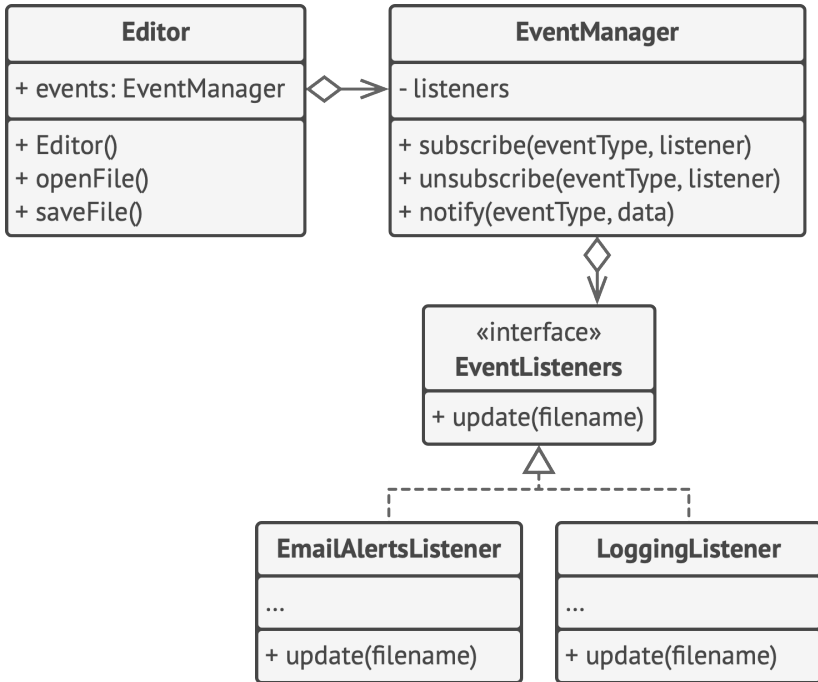 Editor
+ events: EventManager
+ Editor()
+ openFile()
+ saveFile()
EventManager
- listeners
+ subscribe(eventType, listener)
+ unsubscribe(eventType, listener)
+ notify(eventType, data)
«interface»
EventListeners
+ update(filename)
EmailAlertsListener
...
+ update(filename)
LoggingListener
...
+ update(filename)